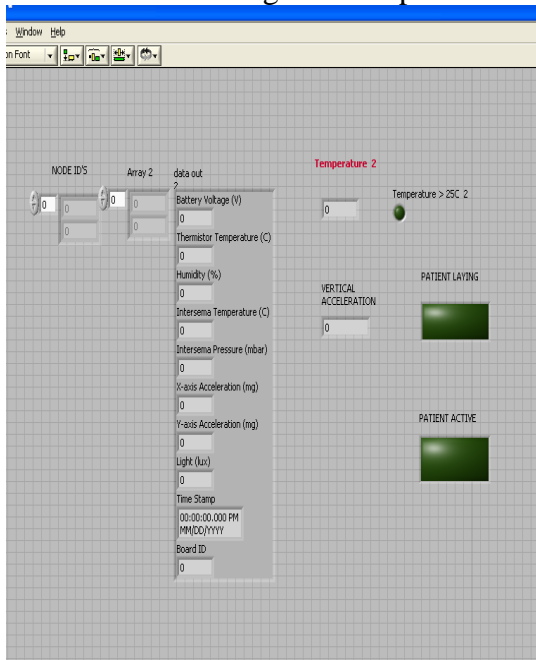 Window Help
on Font
NODE ID'S
Array 2
data out
2
0
0
0
0
0
0
Battery Voltage (V)
0
Thermistor Temperature (C)
0
Humidity (%)
0
Intersema Temperature (C)
0
Intersema Pressure (mbar)
0
X-axis Acceleration (mg)
0
Y-axis Acceleration (mg)
0
Light (lux)
0
Time Stamp
00:00:00.000 PM
MM/DD/YYYY
Board ID
0
Temperature 2
0
Temperature > 25C 2
VERTICAL
ACCELERATION
0
PATIENT LAYING
PATIENT ACTIVE